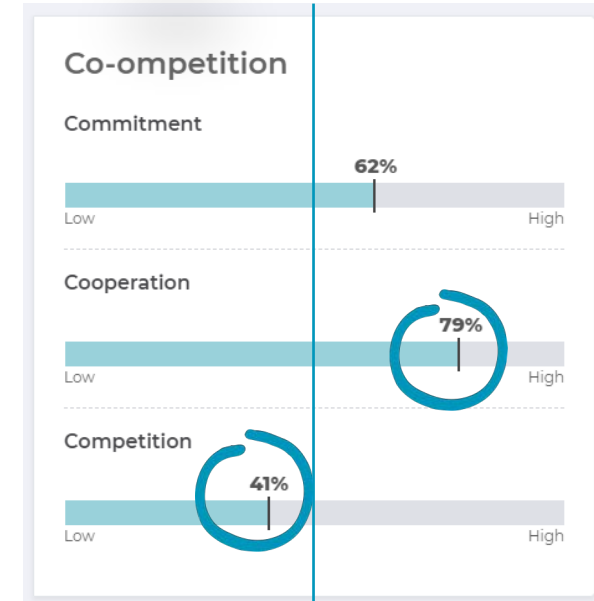 Co-ompetition
Commitment
62%
Low High
Cooperation
79%
Low High
Competition
41%
Low High